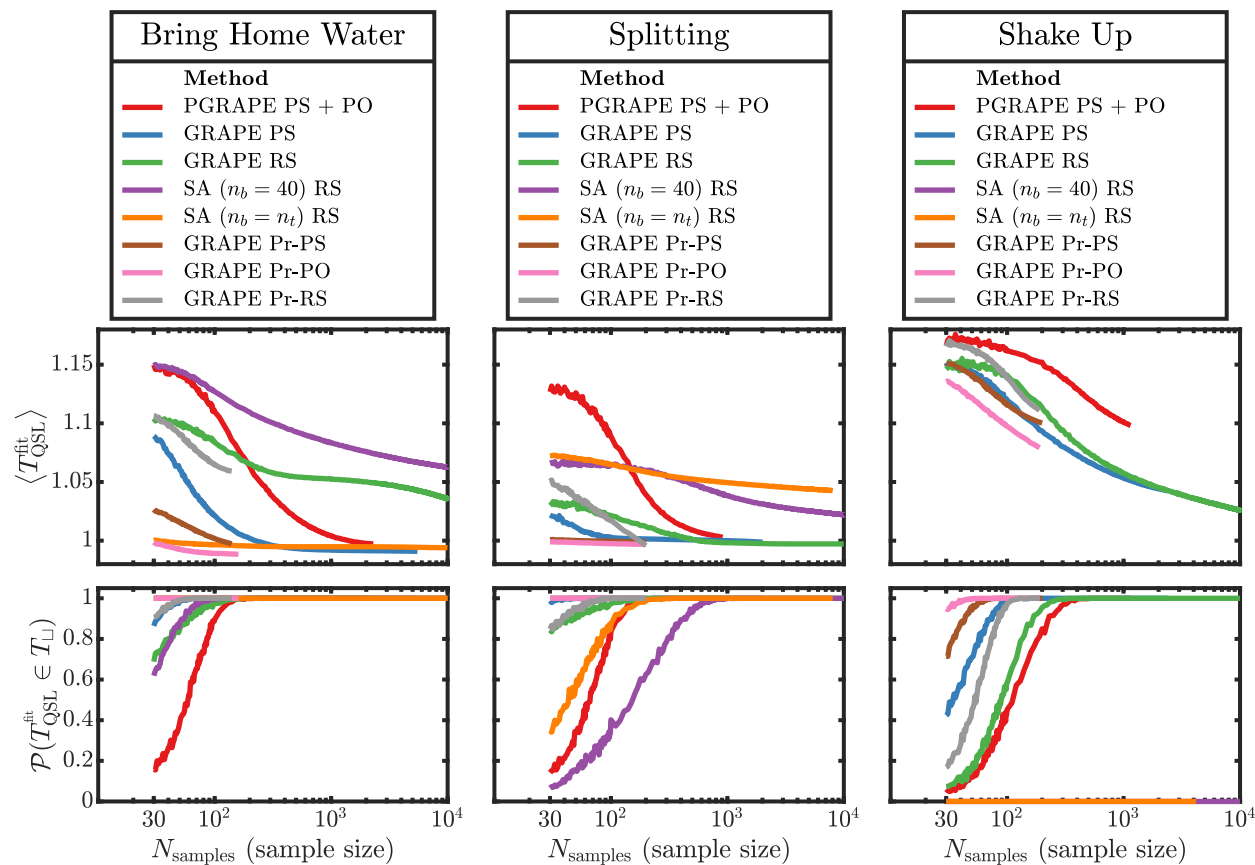 Bring Home Water
Method
PGRAPE PS + PO
GRAPE PS
GRAPE RS
SA (n_b = 40) RS
SA (n_b = n_t) RS
GRAPE Pr-PS
GRAPE Pr-PO
GRAPE Pr-RS
Splitting
Method
PGRAPE PS + PO
GRAPE PS
GRAPE RS
SA (n_b = 40) RS
SA (n_b = n_t) RS
GRAPE Pr-PS
GRAPE Pr-PO
GRAPE Pr-RS
Shake Up
Method
PGRAPE PS + PO
GRAPE PS
GRAPE RS
SA (n_b = 40) RS
SA (n_b = n_t) RS
GRAPE Pr-PS
GRAPE Pr-PO
GRAPE Pr-RS
⟨T_QSL^fit⟩
1.15
1.1
1.05
1
𝒫(T_QSL^fit ∈ T_⊔)
1
0.8
0.6
0.4
0.2
0
30 10^2 10^3 10^4
N_samples (sample size)
30 10^2 10^3 10^4
N_samples (sample size)
30 10^2 10^3 10^4
N_samples (sample size)